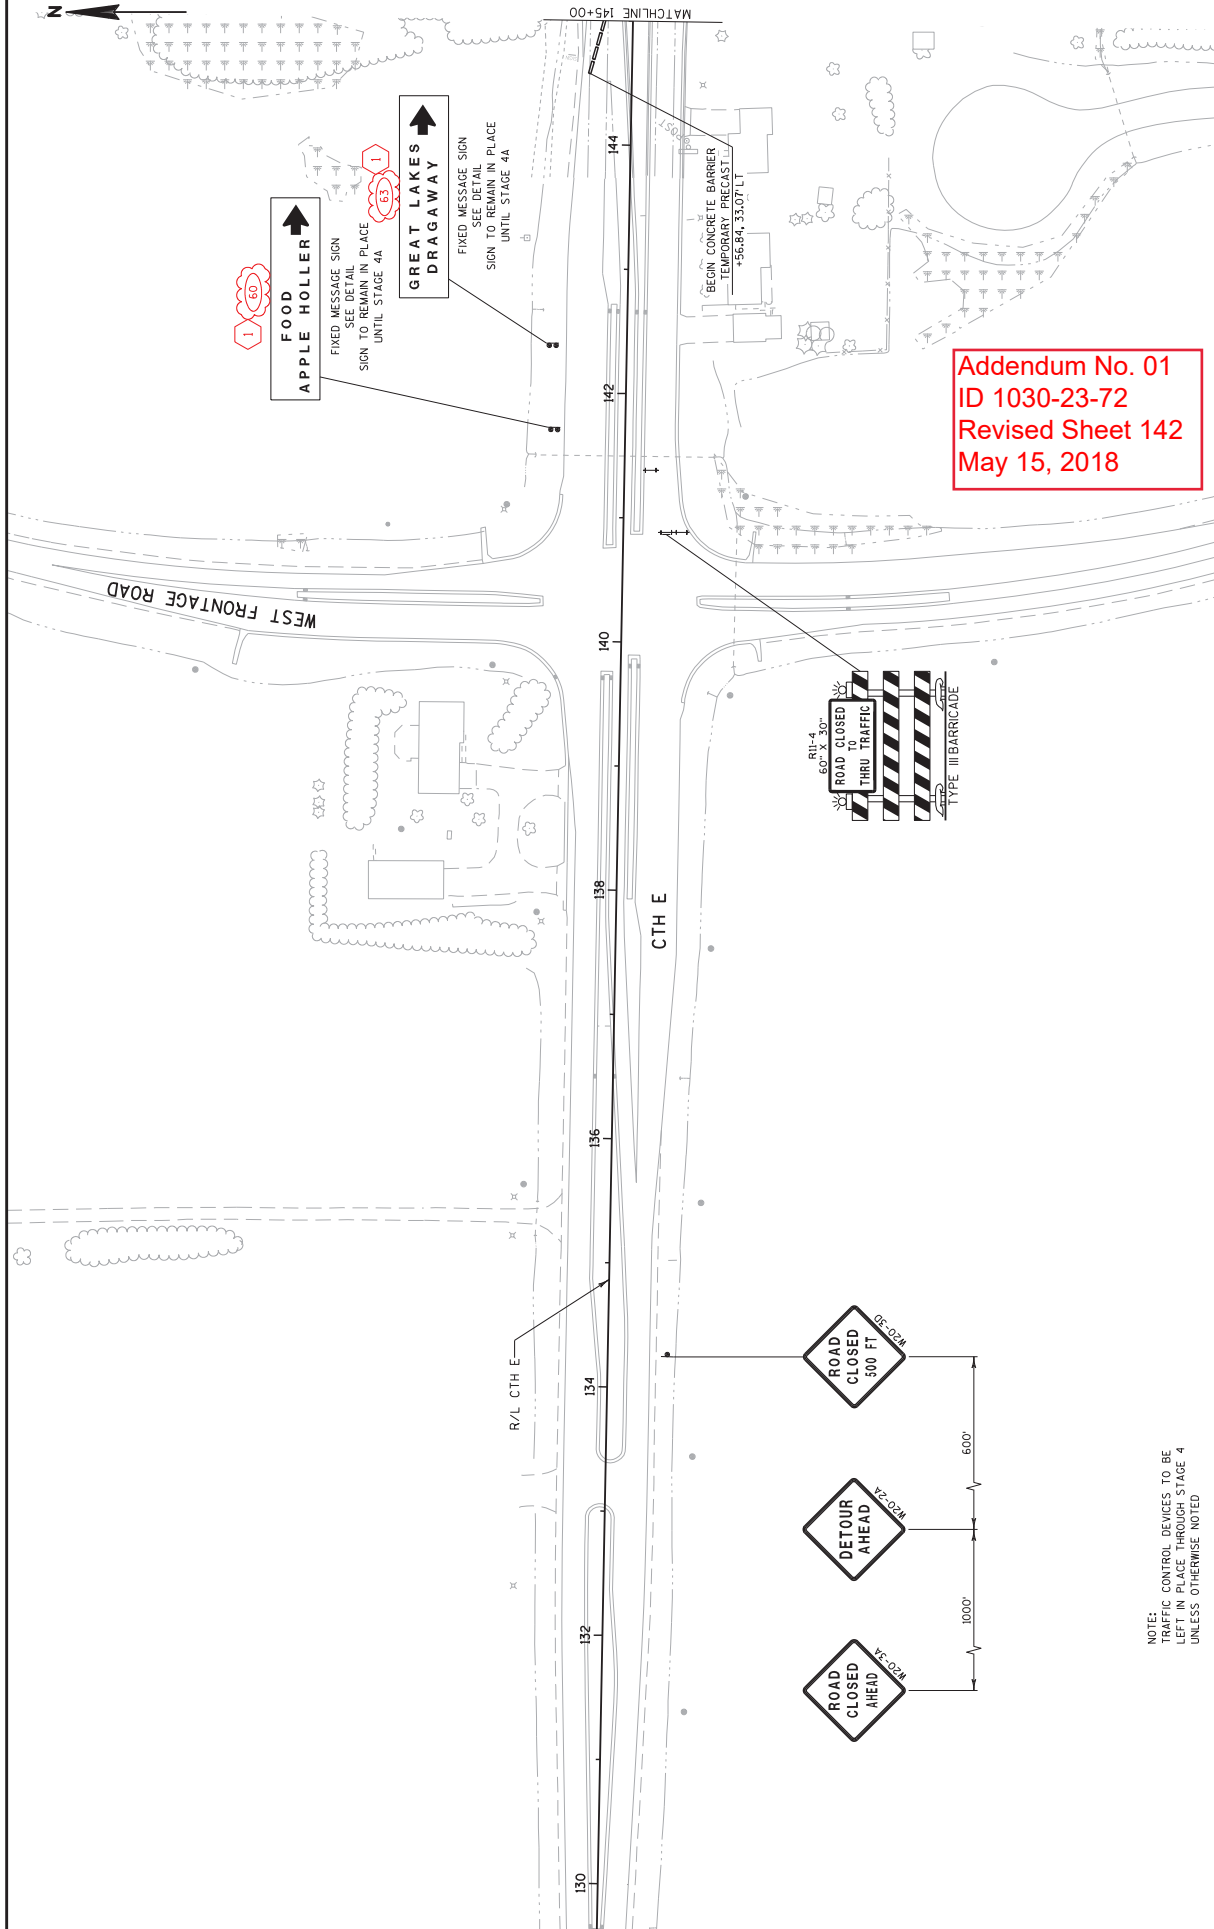 N
MATCHLINE 145+00
FOOD
APPLE HOLLER
1
60
FIXED MESSAGE SIGN
SEE DETAIL
SIGN TO REMAIN IN PLACE
UNTIL STAGE 4A
GREAT LAKES
DRAGAWAY
63
1
FIXED MESSAGE SIGN
SEE DETAIL
SIGN TO REMAIN IN PLACE
UNTIL STAGE 4A
BEGIN CONCRETE BARRIER
TEMPORARY PRECAST
+56.84, 33.07' LT
POST
Addendum No. 01
ID 1030-23-72
Revised Sheet 142
May 15, 2018
WEST FRONTAGE ROAD
144
142
140
138
136
134
132
130
CTH E
R/L CTH E
R11-4
60" X 30"
ROAD CLOSED
TO
THRU TRAFFIC
TYPE III BARRICADE
ROAD
CLOSED
500 FT
W20-3D
600'
DETOUR
AHEAD
W20-2A
1000'
ROAD
CLOSED
AHEAD
W20-3A
NOTE:
TRAFFIC CONTROL DEVICES TO BE
LEFT IN PLACE THROUGH STAGE 4
UNLESS OTHERWISE NOTED